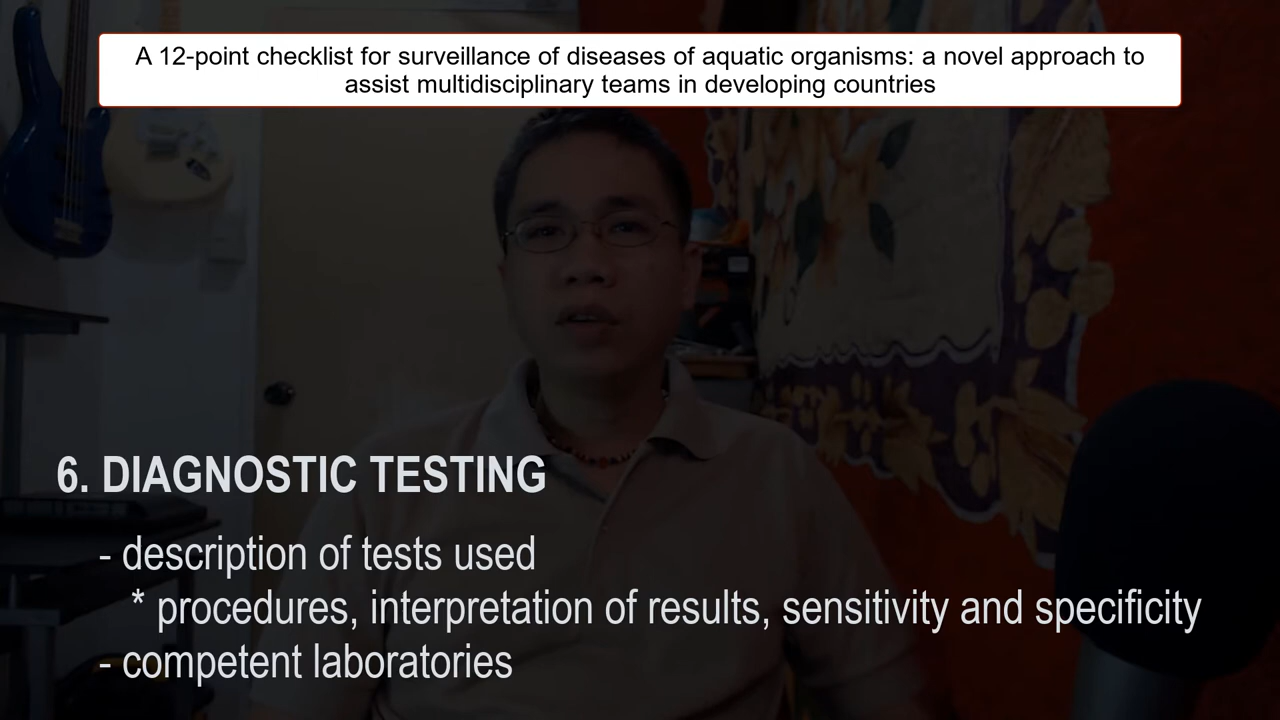 A 12-point checklist for surveillance of diseases of aquatic organisms: a novel approach to
assist multidisciplinary teams in developing countries
6. DIAGNOSTIC TESTING
- description of tests used
* procedures, interpretation of results, sensitivity and specificity
- competent laboratories